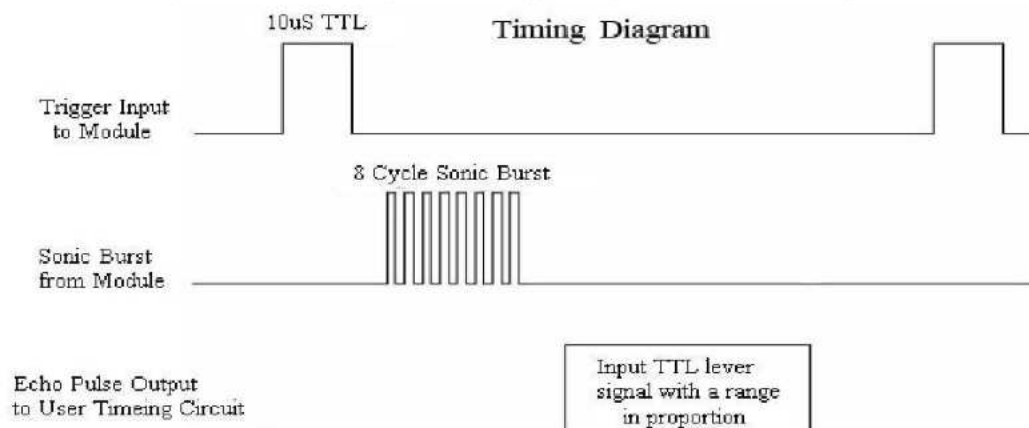 10uS TTL
Timing Diagram
Trigger Input
to Module
8 Cycle Sonic Burst
Sonic Burst
from Module
Echo Pulse Output
to User Timeing Circuit
Input TTL lever
signal with a range
in proportion